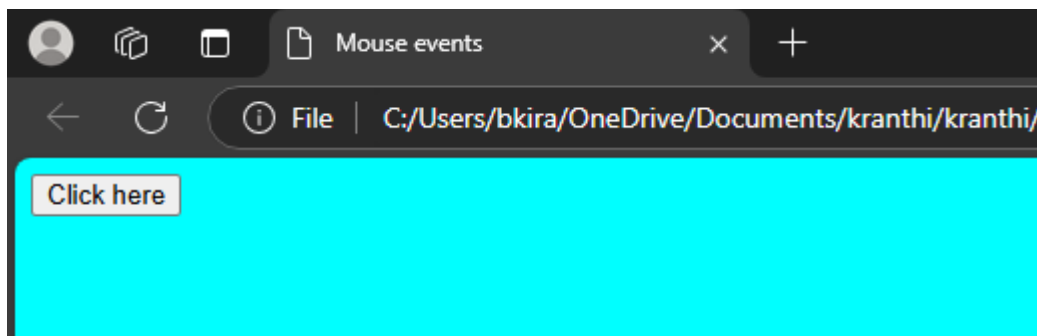 Mouse events
File C:/Users/bkira/OneDrive/Documents/kranthi/kranthi/
Click here